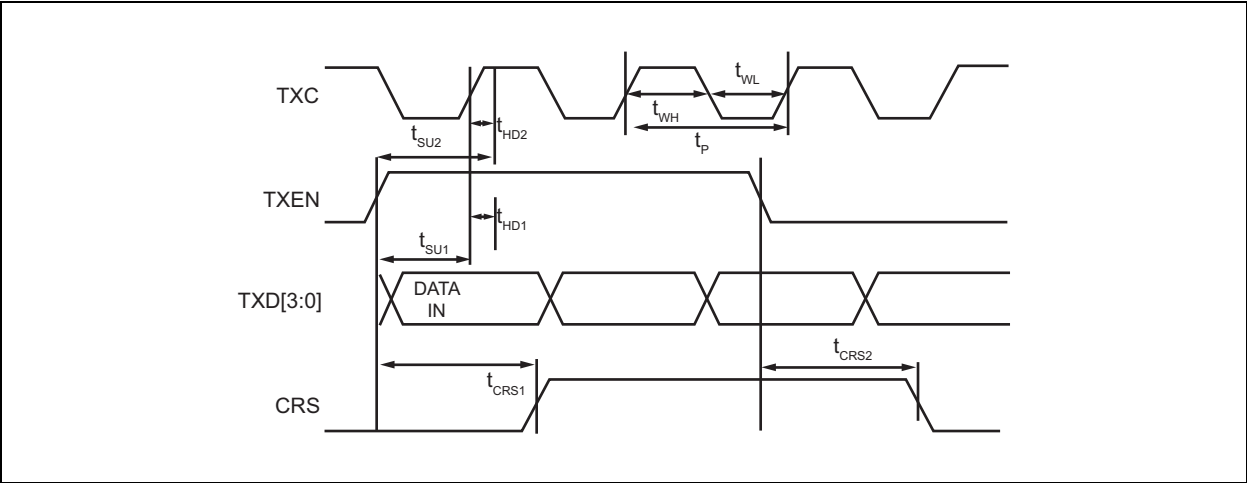 TXC
t_WL
t_WH
t_HD2
t_SU2
t_P
TXEN
t_HD1
t_SU1
TXD[3:0]
DATA
IN
t_CRS2
t_CRS1
CRS